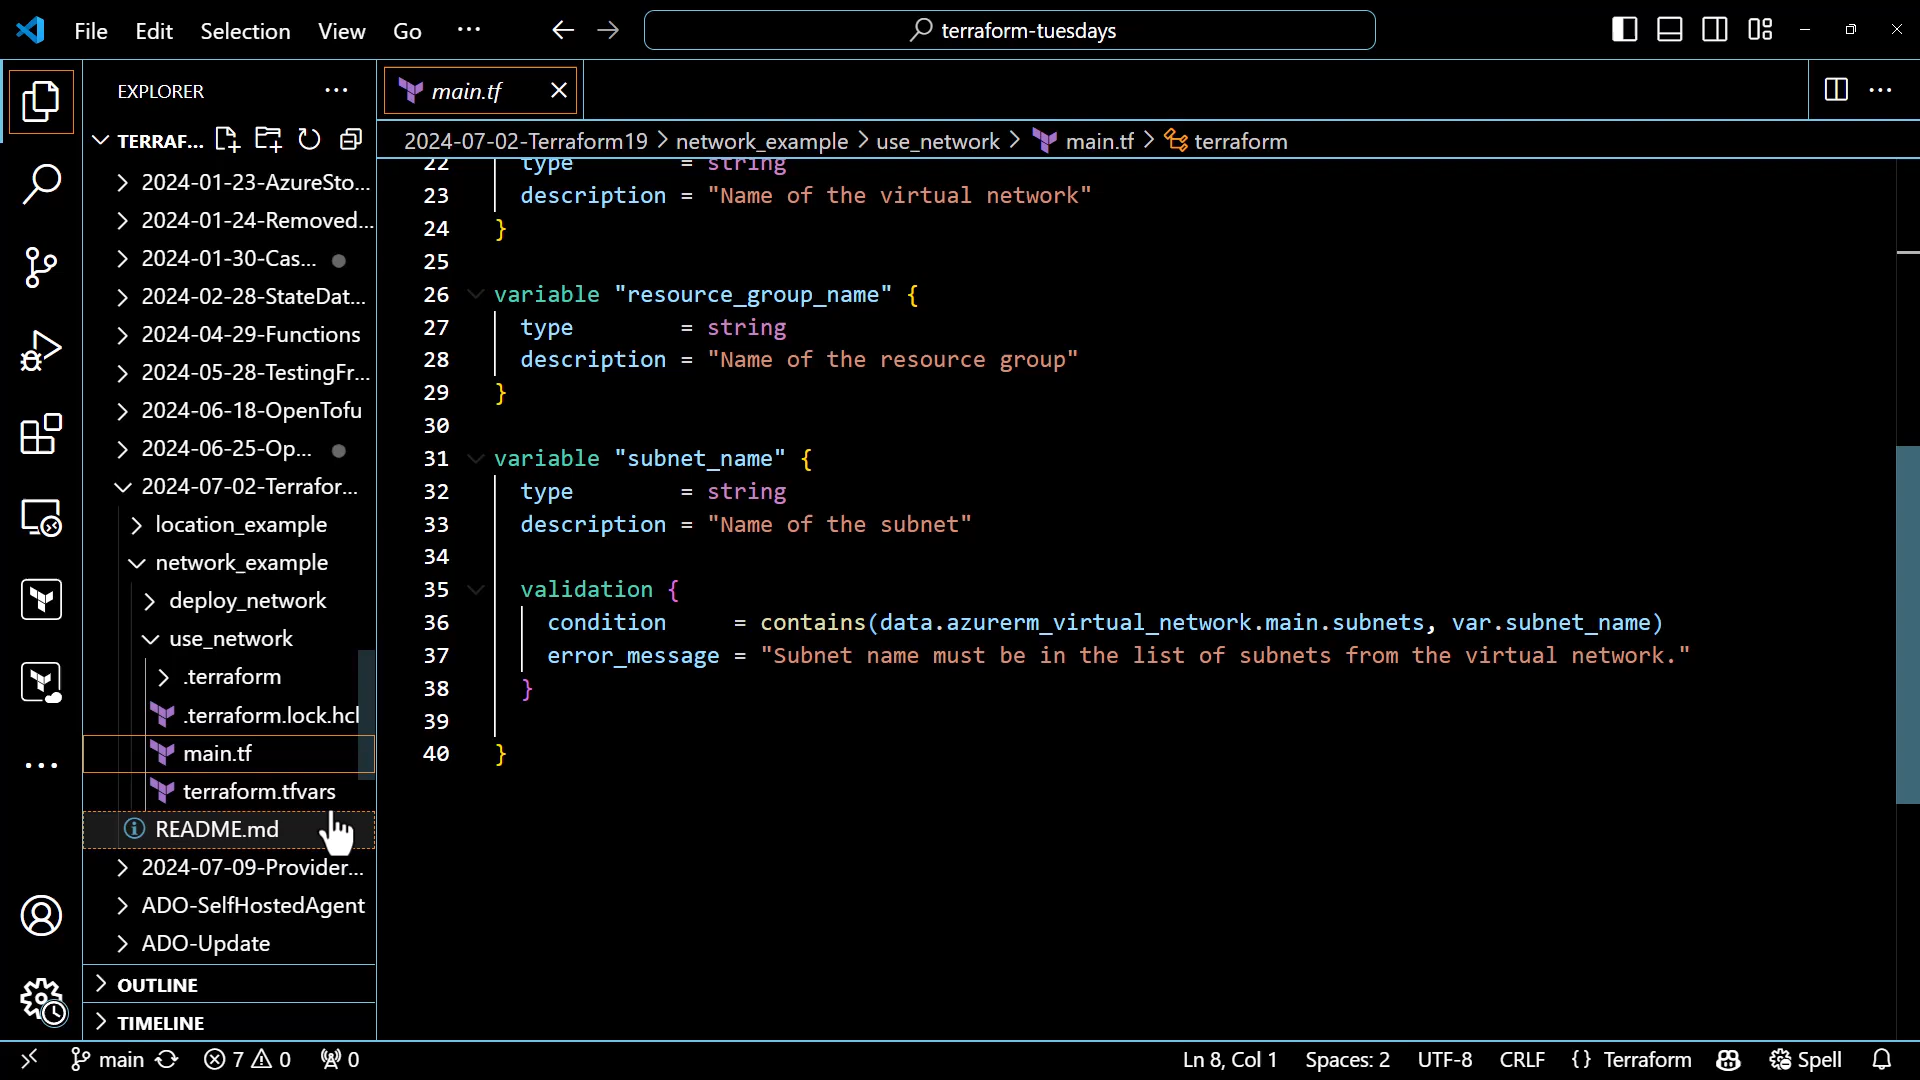 File Edit Selection View Go ··· terraform-tuesdays
EXPLORER ···
TERRAF...
2024-01-23-AzureSto...
2024-01-24-Removed...
2024-01-30-Cas...
2024-02-28-StateDat...
2024-04-29-Functions
2024-05-28-TestingFr...
2024-06-18-OpenTofu
2024-06-25-Op...
2024-07-02-Terrafor...
location_example
network_example
deploy_network
use_network
.terraform
.terraform.lock.hcl
main.tf
terraform.tfvars
README.md
2024-07-09-Provider...
ADO-SelfHostedAgent
ADO-Update
OUTLINE
TIMELINE
main.tf
2024-07-02-Terraform19 > network_example > use_network > main.tf > terraform
22 type = string
23 description = "Name of the virtual network"
24 }
25
26 variable "resource_group_name" {
27 type = string
28 description = "Name of the resource group"
29 }
30
31 variable "subnet_name" {
32 type = string
33 description = "Name of the subnet"
34
35 validation {
36 condition = contains(data.azurerm_virtual_network.main.subnets, var.subnet_name)
37 error_message = "Subnet name must be in the list of subnets from the virtual network."
38 }
39
40 }
main 7 0 0 Ln 8, Col 1 Spaces: 2 UTF-8 CRLF {} Terraform Spell